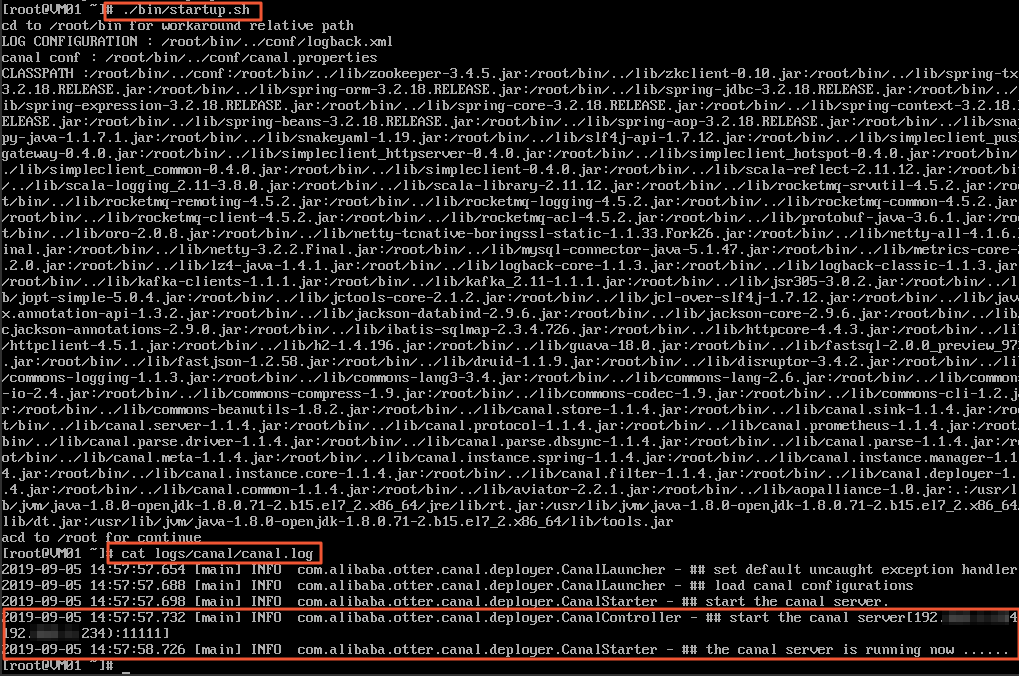 [root@VM01 ~]# ./bin/startup.sh
cd to /root/bin for workaround relative path
LOG CONFIGURATION : /root/bin/../conf/logback.xml
canal conf : /root/bin/../conf/canal.properties
CLASSPATH :/root/bin/../conf:/root/bin/../lib/zookeeper-3.4.5.jar:/root/bin/../lib/zkclient-0.10.jar:/root/bin/../lib/spring-tx
3.2.18.RELEASE.jar:/root/bin/../lib/spring-orm-3.2.18.RELEASE.jar:/root/bin/../lib/spring-jdbc-3.2.18.RELEASE.jar:/root/bin/../
ib/spring-expression-3.2.18.RELEASE.jar:/root/bin/../lib/spring-core-3.2.18.RELEASE.jar:/root/bin/../lib/spring-context-3.2.18.
ELEASE.jar:/root/bin/../lib/spring-beans-3.2.18.RELEASE.jar:/root/bin/../lib/spring-aop-3.2.18.RELEASE.jar:/root/bin/../lib/sna
py-java-1.1.7.1.jar:/root/bin/../lib/snakeyaml-1.19.jar:/root/bin/../lib/slf4j-api-1.7.12.jar:/root/bin/../lib/simpleclient_pus
gateway-0.4.0.jar:/root/bin/../lib/simpleclient_httpserver-0.4.0.jar:/root/bin/../lib/simpleclient_hotspot-0.4.0.jar:/root/bin/
./lib/simpleclient_common-0.4.0.jar:/root/bin/../lib/simpleclient-0.4.0.jar:/root/bin/../lib/scala-reflect-2.11.12.jar:/root/bin
/../lib/scala-logging_2.11-3.8.0.jar:/root/bin/../lib/scala-library-2.11.12.jar:/root/bin/../lib/rocketmq-srvutil-4.5.2.jar:/roo
t/bin/../lib/rocketmq-remoting-4.5.2.jar:/root/bin/../lib/rocketmq-logging-4.5.2.jar:/root/bin/../lib/rocketmq-common-4.5.2.jar
/root/bin/../lib/rocketmq-client-4.5.2.jar:/root/bin/../lib/rocketmq-acl-4.5.2.jar:/root/bin/../lib/protobuf-java-3.6.1.jar:/roo
t/bin/../lib/oro-2.0.8.jar:/root/bin/../lib/netty-tcnative-boringssl-static-1.1.33.Fork26.jar:/root/bin/../lib/netty-all-4.1.6.
inal.jar:/root/bin/../lib/netty-3.2.2.Final.jar:/root/bin/../lib/mysql-connector-java-5.1.47.jar:/root/bin/../lib/metrics-core-
.2.0.jar:/root/bin/../lib/lz4-java-1.4.1.jar:/root/bin/../lib/logback-core-1.1.3.jar:/root/bin/../lib/logback-classic-1.1.3.jar
/root/bin/../lib/kafka-clients-1.1.1.jar:/root/bin/../lib/kafka_2.11-1.1.1.jar:/root/bin/../lib/jsr305-3.0.2.jar:/root/bin/../li
b/jopt-simple-5.0.4.jar:/root/bin/../lib/jctools-core-2.1.2.jar:/root/bin/../lib/jcl-over-slf4j-1.7.12.jar:/root/bin/../lib/jav
x.annotation-api-1.3.2.jar:/root/bin/../lib/jackson-databind-2.9.6.jar:/root/bin/../lib/jackson-core-2.9.6.jar:/root/bin/../lib
cjackson-annotations-2.9.0.jar:/root/bin/../lib/ibatis-sqlmap-2.3.4.726.jar:/root/bin/../lib/httpcore-4.4.3.jar:/root/bin/../lib
/httpclient-4.5.1.jar:/root/bin/../lib/h2-1.4.196.jar:/root/bin/../lib/guava-18.0.jar:/root/bin/../lib/fastsql-2.0.0_preview_97
.jar:/root/bin/../lib/fastjson-1.2.58.jar:/root/bin/../lib/druid-1.1.9.jar:/root/bin/../lib/disruptor-3.4.2.jar:/root/bin/../lib
/commons-logging-1.1.3.jar:/root/bin/../lib/commons-lang3-3.4.jar:/root/bin/../lib/commons-lang-2.6.jar:/root/bin/../lib/common
-io-2.4.jar:/root/bin/../lib/commons-compress-1.9.jar:/root/bin/../lib/commons-codec-1.9.jar:/root/bin/../lib/commons-cli-1.2.j
r:/root/bin/../lib/commons-beanutils-1.8.2.jar:/root/bin/../lib/canal.store-1.1.4.jar:/root/bin/../lib/canal.sink-1.1.4.jar:/roo
t/bin/../lib/canal.server-1.1.4.jar:/root/bin/../lib/canal.protocol-1.1.4.jar:/root/bin/../lib/canal.prometheus-1.1.4.jar:/root
bin/../lib/canal.parse.driver-1.1.4.jar:/root/bin/../lib/canal.parse.dbsync-1.1.4.jar:/root/bin/../lib/canal.parse-1.1.4.jar:/r
ot/bin/../lib/canal.meta-1.1.4.jar:/root/bin/../lib/canal.instance.spring-1.1.4.jar:/root/bin/../lib/canal.instance.manager-1.1
4.jar:/root/bin/../lib/canal.instance.core-1.1.4.jar:/root/bin/../lib/canal.filter-1.1.4.jar:/root/bin/../lib/canal.deployer-1.
.4.jar:/root/bin/../lib/canal.common-1.1.4.jar:/root/bin/../lib/aviator-2.2.1.jar:/root/bin/../lib/aopalliance-1.0.jar:.:/usr/l
b/jvm/java-1.8.0-openjdk-1.8.0.71-2.b15.el7_2.x86_64/jre/lib/rt.jar:/usr/lib/jvm/java-1.8.0-openjdk-1.8.0.71-2.b15.el7_2.x86_64/
lib/dt.jar:/usr/lib/jvm/java-1.8.0-openjdk-1.8.0.71-2.b15.el7_2.x86_64/lib/tools.jar
acd to /root for continue
[root@VM01 ~]# cat logs/canal/canal.log
2019-09-05 14:57:57.654 [main] INFO  com.alibaba.otter.canal.deployer.CanalLauncher - ## set default uncaught exception handler
2019-09-05 14:57:57.688 [main] INFO  com.alibaba.otter.canal.deployer.CanalLauncher - ## load canal configurations
2019-09-05 14:57:57.698 [main] INFO  com.alibaba.otter.canal.deployer.CanalStarter - ## start the canal server.
2019-09-05 14:57:57.732 [main] INFO  com.alibaba.otter.canal.deployer.CanalController - ## start the canal server[192. 4
192. 234):11111]
2019-09-05 14:57:58.726 [main] INFO  com.alibaba.otter.canal.deployer.CanalStarter - ## the canal server is running now ......
[root@VM01 ~]#